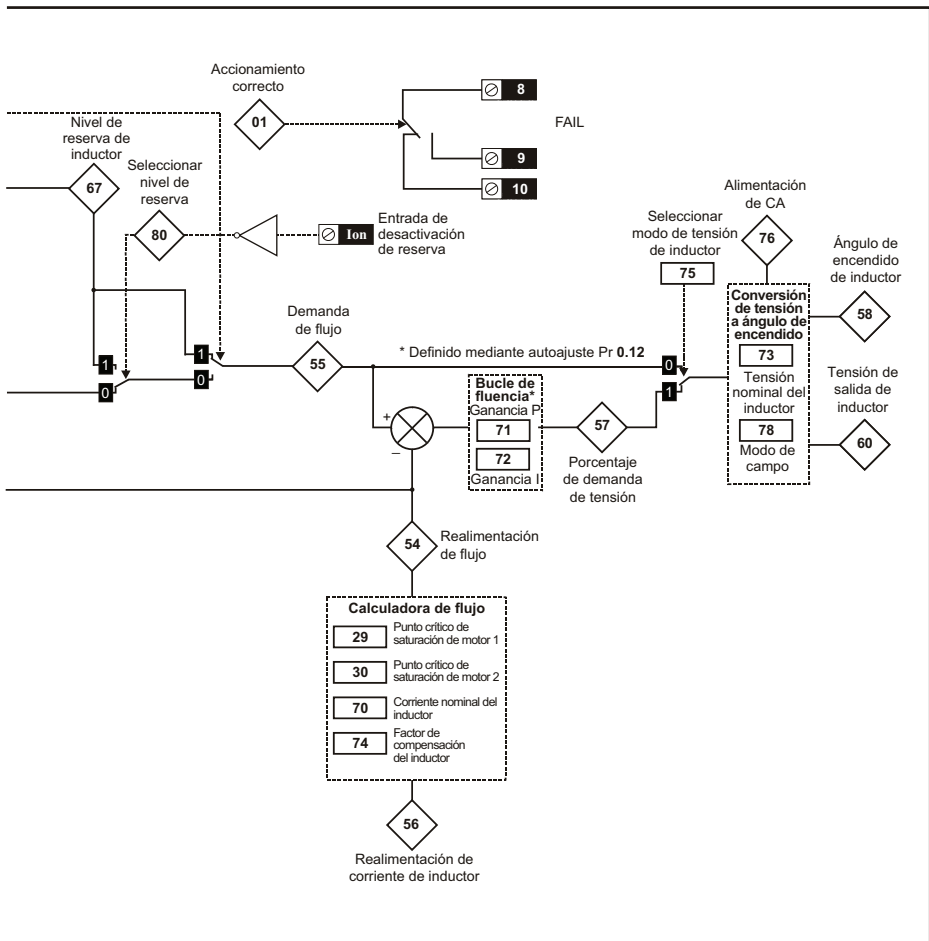 Accionamiento
correcto
01
8
FAIL
9
10
Nivel de
reserva de
inductor
67
Seleccionar
nivel de
reserva
80
Ion
Entrada de
desactivación
de reserva
Alimentación
de CA
76
Seleccionar
modo de tensión
de inductor
75
Ángulo de
encendido
de inductor
58
Conversión
de tensión
a ángulo de
encendido
73
Tensión
nominal del
inductor
78
Modo de
campo
Tensión de
salida de
inductor
60
1
0
1
0
Demanda
de flujo
55
* Definido mediante autoajuste Pr 0.12
0
1
+
–
Bucle de
fluencia*
Ganancia P
71
72
Ganancia I
57
Porcentaje
de demanda
de tensión
54
Realimentación
de flujo
Calculadora de flujo
29 Punto crítico de
saturación de motor 1
30 Punto crítico de
saturación de motor 2
70 Corriente nominal del
inductor
74 Factor de
compensación
del inductor
56
Realimentación de
corriente de inductor